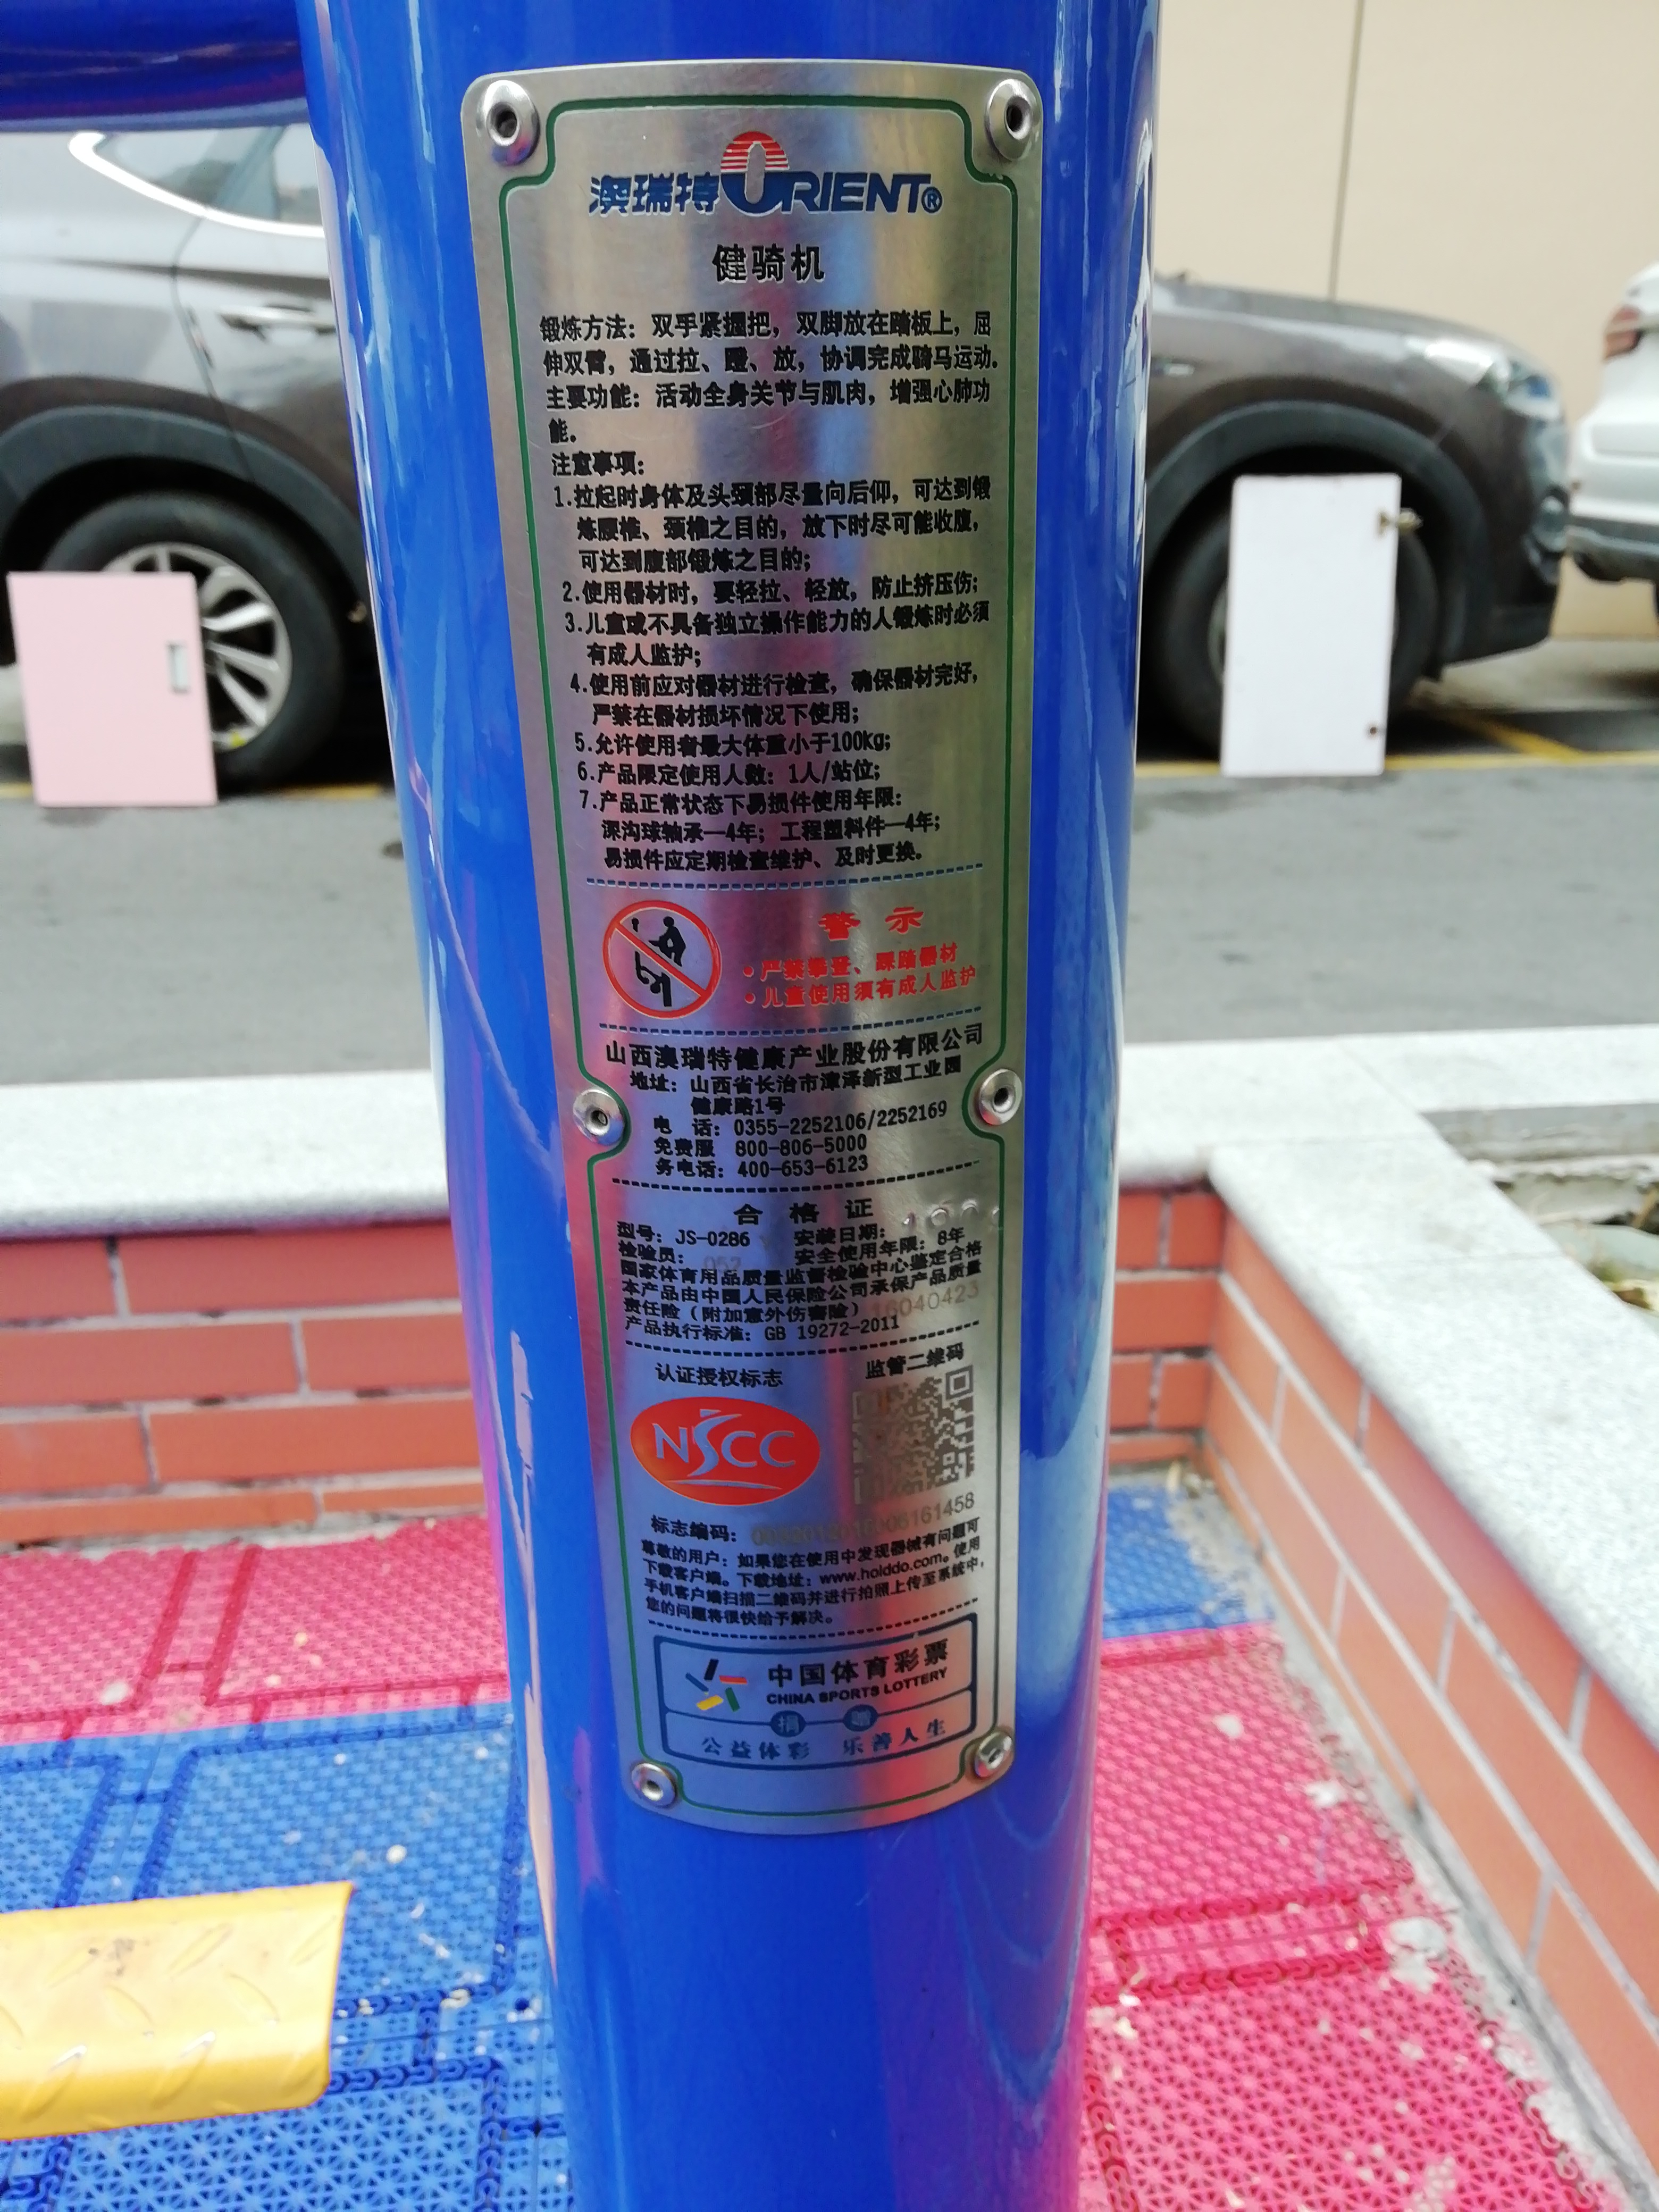 澳瑞特 ORIENT®
健骑机
锻炼方法：双手紧握把，双脚放在踏板上，屈
伸双臂，通过拉、蹬、放，协调完成骑马运动.
主要功能：活动全身关节与肌肉，增强心肺功
能.
注意事项：
1.拉起时身体及头颈部尽量向后仰，可达到锻
炼腰椎、颈椎之目的，放下时尽可能收腹，
可达到腹部锻炼之目的；
2.使用器材时，要轻拉、轻放，防止挤压伤；
3.儿童或不具备独立操作能力的人锻炼时必须
有成人监护；
4.使用前应对器材进行检查，确保器材完好，
严禁在器材损坏情况下使用；
5.允许使用者最大体重小于100Kg；
6.产品限定使用人数：1人/站位；
7.产品正常状态下易损件使用年限：
深沟球轴承—4年；工程塑料件—4年；
易损件应定期检查维护、及时更换.
警 示
•严禁攀登、踩踏器材
•儿童使用须有成人监护
山西澳瑞特健康产业股份有限公司
地址：山西省长治市漳泽新型工业园
健康路1号
电 话：0355-2252106/2252169
免费服 800-806-5000
务电话：400-653-6123
合 格 证
型号：JS-0286 安装日期：
检验员：052 安全使用年限：8年
国家体育用品质量监督检验中心鉴定合格
本产品由中国人民保险公司承保产品质量
责任险（附加意外伤害险）16040423
产品执行标准：GB 19272-2011
认证授权标志 监管二维码
NSCC
标志编码：
尊敬的用户：如果您在使用中发现器械有问题可
下载客户端。下载地址：www.hoiddo.com。使用
手机客户端扫描二维码并进行拍照上传至系统中，
您的问题将很快给予解决。
中国体育彩票
CHINA SPORTS LOTTERY
捐 赠
公益体彩 乐善人生